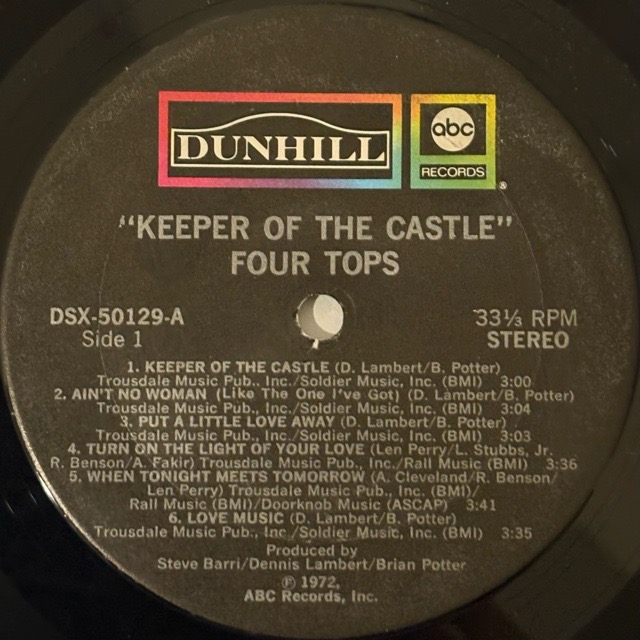 DUNHILL
abc
RECORDS
®
"KEEPER OF THE CASTLE"
FOUR TOPS
DSX-50129-A
Side 1
33⅓ RPM
STEREO
1. KEEPER OF THE CASTLE (D. Lambert/B. Potter)
Trousdale Music Pub., Inc./Soldier Music, Inc. (BMI) 3:00
2. AIN'T NO WOMAN (Like The One I've Got) (D. Lambert/B. Potter)
Trousdale Music Pub., Inc./Soldier Music, Inc. (BMI) 3:04
3. PUT A LITTLE LOVE AWAY (D. Lambert/B. Potter)
Trousdale Music Pub., Inc./Soldier Music, Inc. (BMI) 3:03
4. TURN ON THE LIGHT OF YOUR LOVE (Len Perry/L. Stubbs, Jr.
R. Benson/A. Fakir) Trousdale Music Pub., Inc./Rall Music (BMI) 3:36
5. WHEN TONIGHT MEETS TOMORROW (A. Cleveland/R. Benson/
Len Perry) Trousdale Music Pub., Inc. (BMI)/
Rall Music (BMI)/Doorknob Music (ASCAP) 3:41
6. LOVE MUSIC (D. Lambert/B. Potter)
Trousdale Music Pub., Inc./Soldier Music, Inc. (BMI) 3:35
Produced by
Steve Barri/Dennis Lambert/Brian Potter
℗ 1972,
ABC Records, Inc.